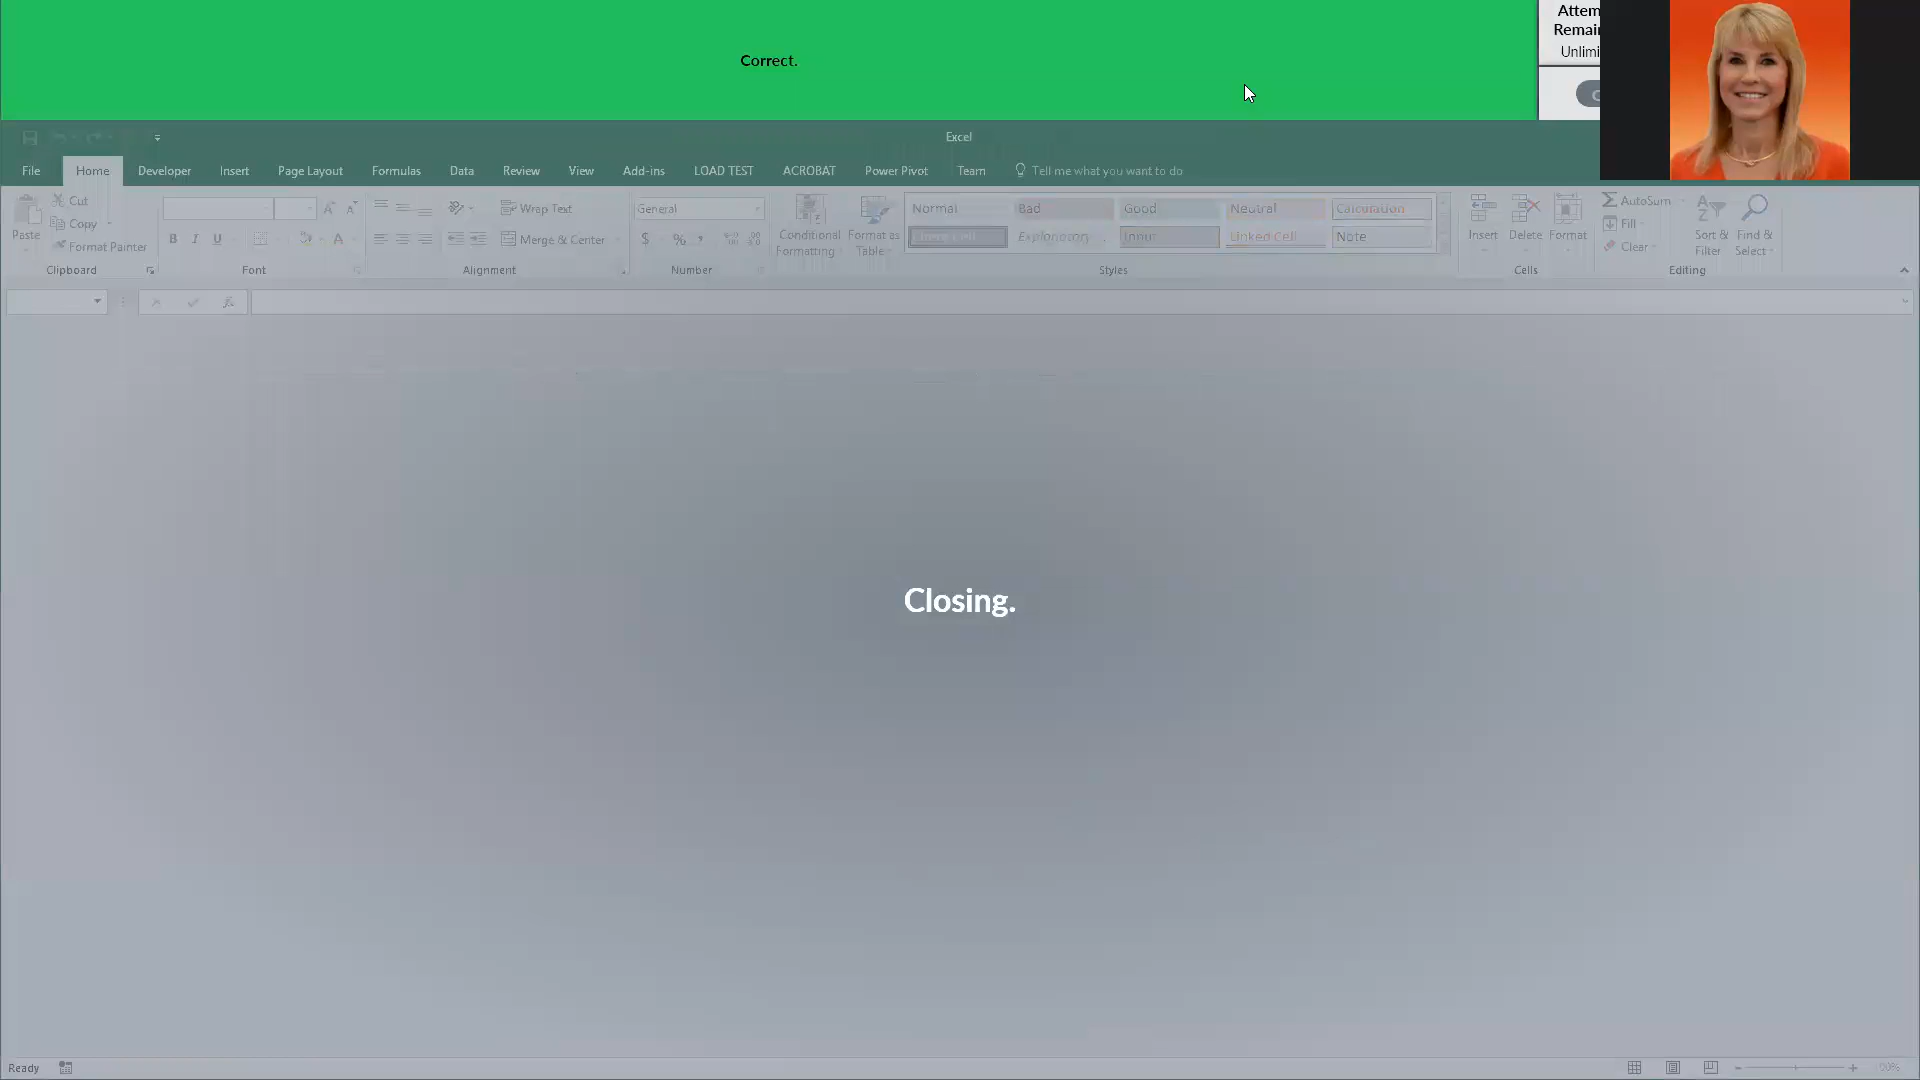 Correct.
Attem
Remai
Unlimi
Excel
File Home Developer Insert Page Layout Formulas Data Review View Add-ins LOAD TEST ACROBAT Power Pivot Team Tell me what you want to do
Paste
Cut
Copy
Format Painter
Clipboard
B I U
A
Font
Wrap Text
Merge & Center
Alignment
General
$ % ,
Number
Conditional
Formatting
Format as
Table
Normal Bad Good Neutral Calculation
Explanatory . Input Linked Cell Note
Styles
Insert Delete Format
Cells
AutoSum
Fill
Clear
Sort &
Filter
Find &
Select
Editing
fx
Closing.
Ready